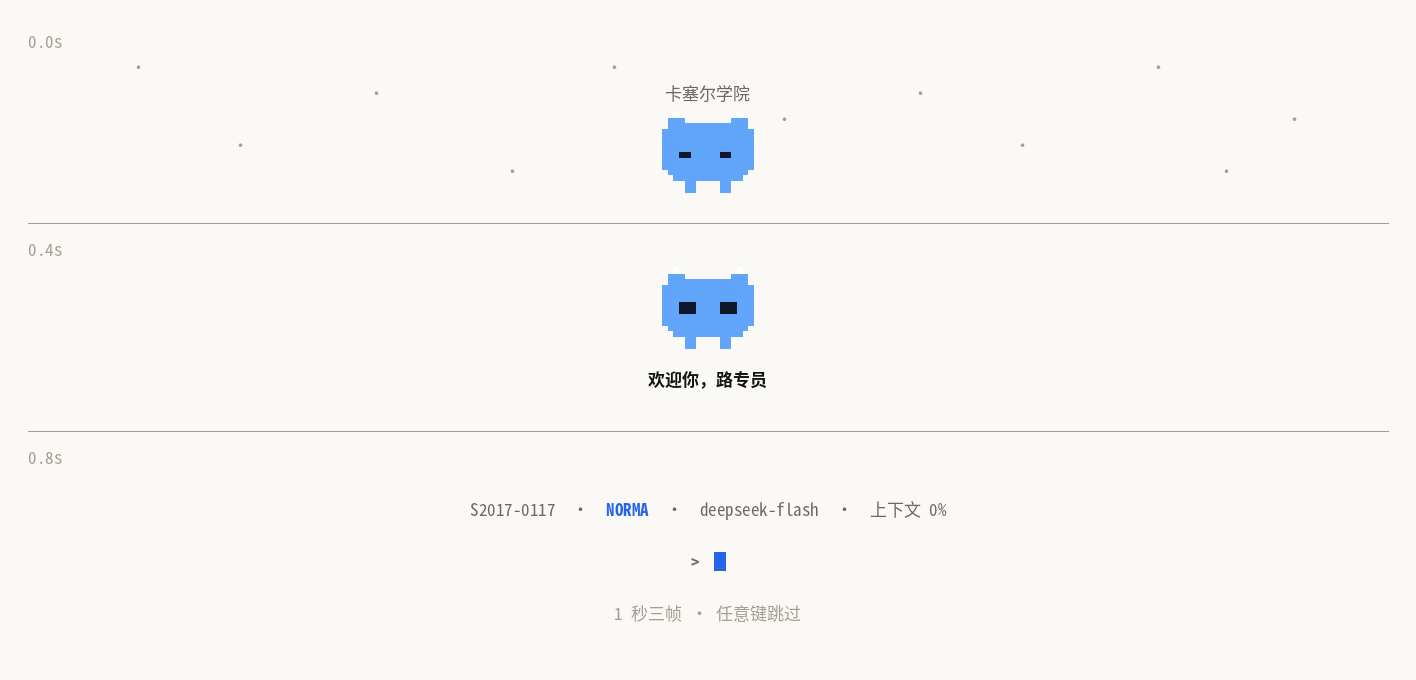 0.0s
卡塞尔学院
0.4s
欢迎你，路专员
0.8s
S2017-0117 · NORMA · deepseek-flash · 上下文 0%
>
1 秒三帧 · 任意键跳过